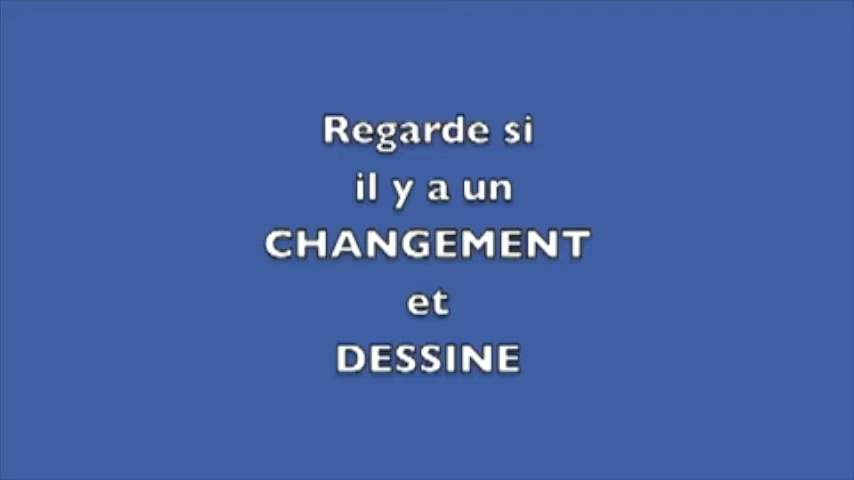 Regarde si
il y a un
CHANGEMENT
et
DESSINE